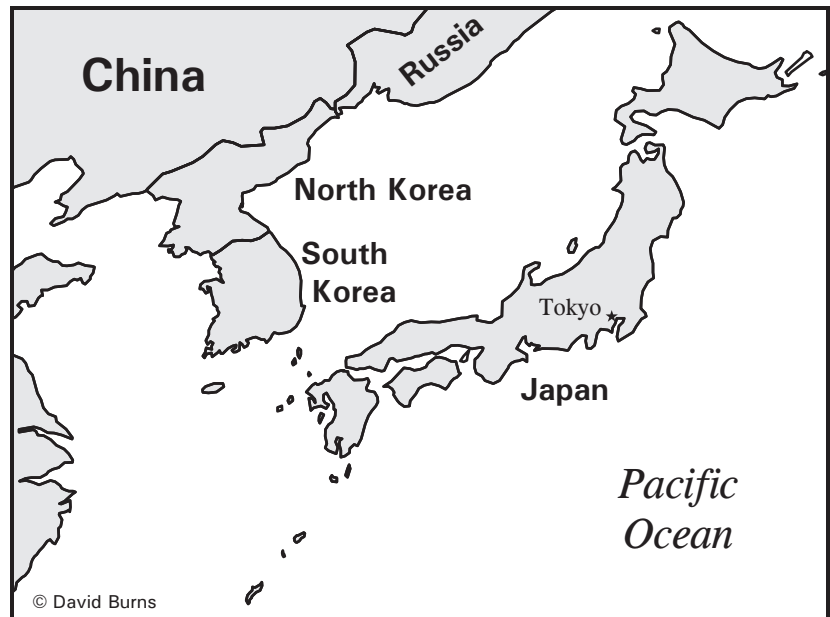 China
Russia
North Korea
South
Korea
Tokyo
Japan
Pacific
Ocean
© David Burns